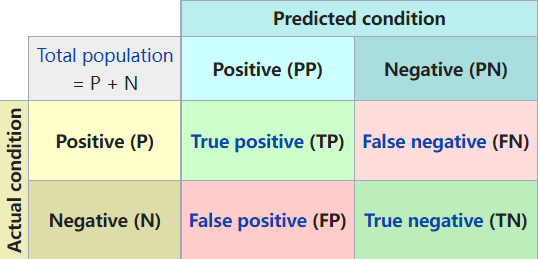 Predicted condition
Total population
= P + N
Positive (PP)
Negative (PN)
Actual condition
Positive (P)
True positive (TP)
False negative (FN)
Negative (N)
False positive (FP)
True negative (TN)